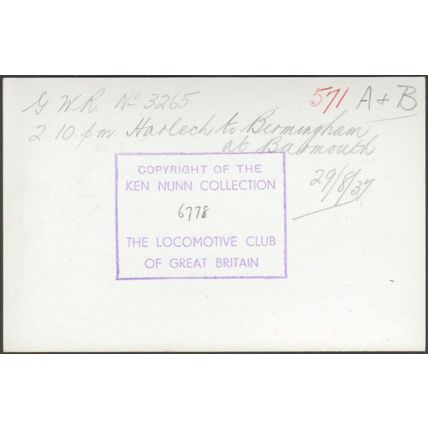 G W R. No 3265
571 A + B
2 10 p.m. Harlech to Birmingham
at Barmouth
29/8/37
COPYRIGHT OF THE
KEN NUNN COLLECTION
6778
THE LOCOMOTIVE CLUB
OF GREAT BRITAIN